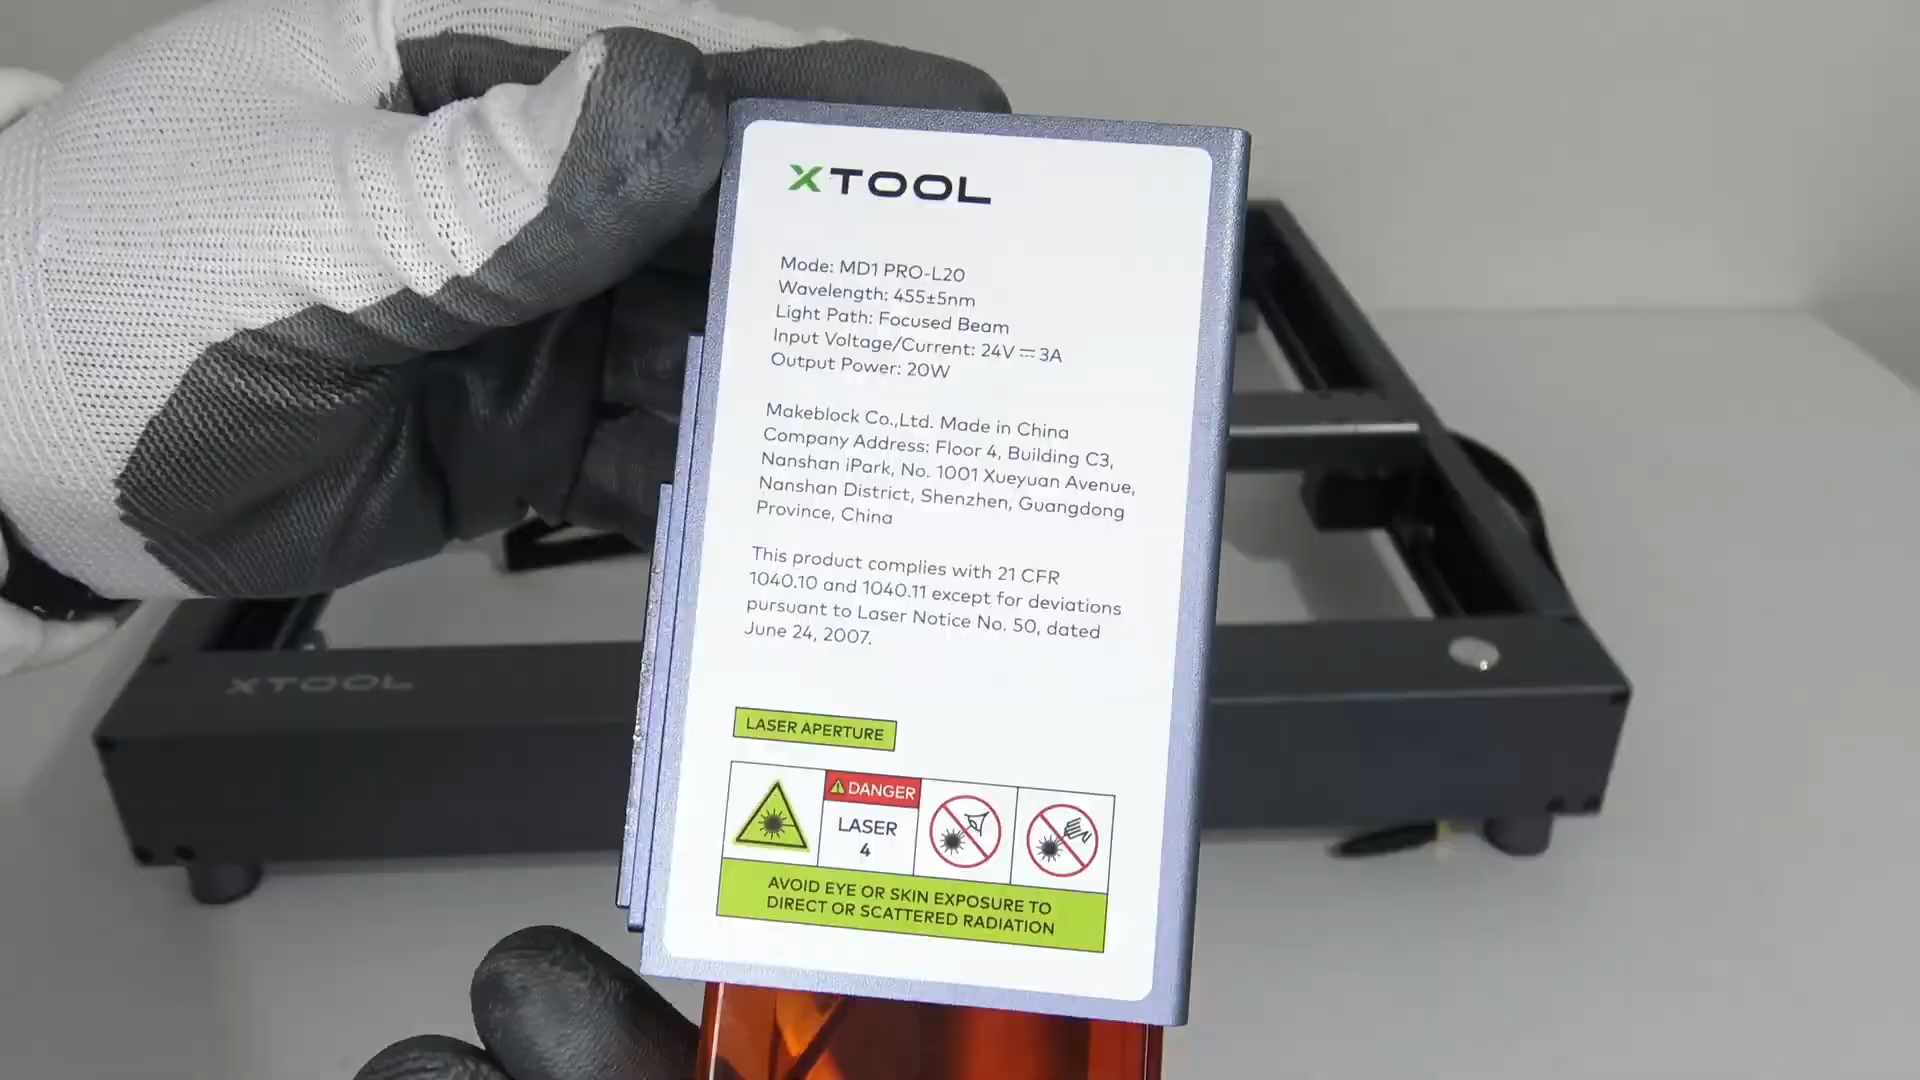 XTOOL
Mode: MD1 PRO-L20
Wavelength: 455±5nm
Light Path: Focused Beam
Input Voltage/Current: 24V ⎓ 3A
Output Power: 20W
Makeblock Co.,Ltd. Made in China
Company Address: Floor 4, Building C3,
Nanshan iPark, No. 1001 Xueyuan Avenue,
Nanshan District, Shenzhen, Guangdong
Province, China
This product complies with 21 CFR
1040.10 and 1040.11 except for deviations
pursuant to Laser Notice No. 50, dated
June 24, 2007.
XTOOL
LASER APERTURE
DANGER
LASER
4
AVOID EYE OR SKIN EXPOSURE TO
DIRECT OR SCATTERED RADIATION